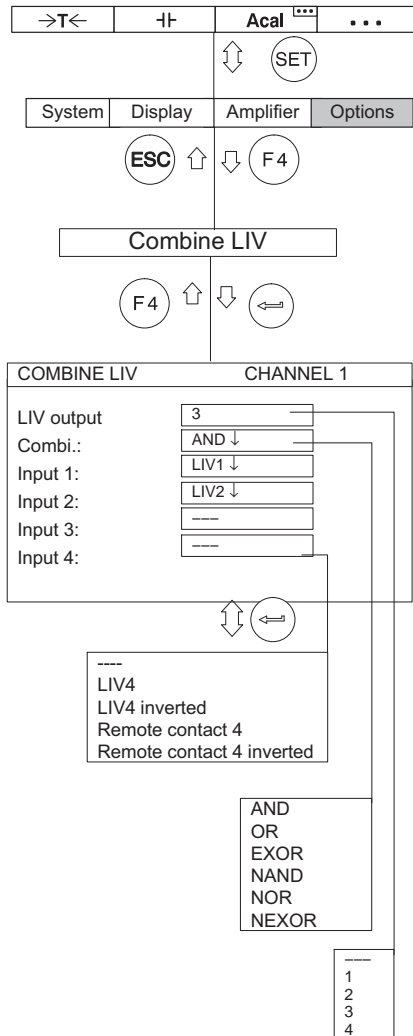 →T← ⊣⊢ Acal ...
SET
System Display Amplifier Options
ESC F4
Combine LIV
F4
COMBINE LIV CHANNEL 1
LIV output 3
Combi.: AND ↓
Input 1: LIV1 ↓
Input 2: LIV2 ↓
Input 3: ---
Input 4: ---
----
LIV4
LIV4 inverted
Remote contact 4
Remote contact 4 inverted
AND
OR
EXOR
NAND
NOR
NEXOR
---
1
2
3
4